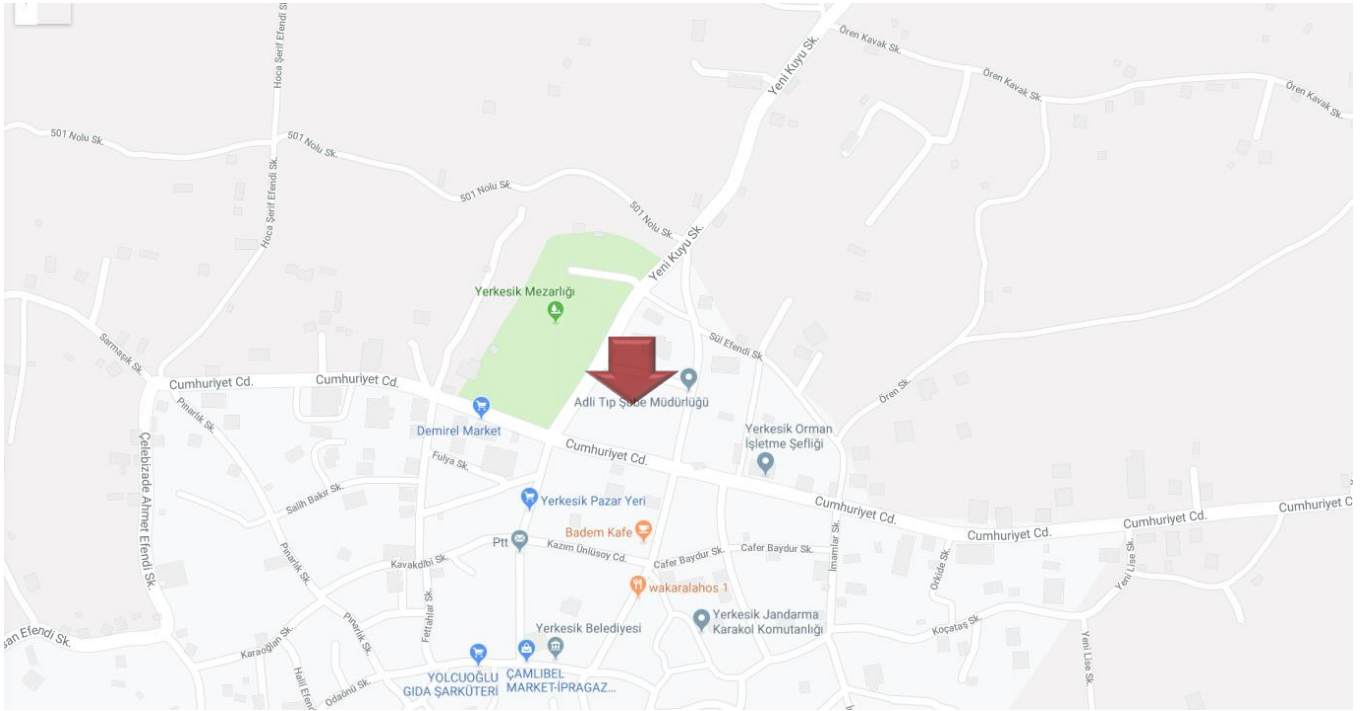 Hoca Şerif Efendi S
Yeni Kuyu Sk.
Ören Kavak Sk.
Ören Kavak Sk.
Ören Kavak Sk.
501 Nolu Sk.
501 Nolu Sk.
501 Nolu Sk
501 Nolu Sk.
Hoca Şerif Efendi Sk.
Yeni Kuyu Sk.
Yerkesik Mezarlığı
Sarmaşık Sk.
Sül Efendi Sk.
Cumhuriyet Cd.
Cumhuriyet Cd.
Ören Sk.
Adli Tıp Şube Müdürlüğü
Pınarlık Sk.
Demirel Market
Yerkesik Orman
İşletme Şefliği
Cumhuriyet Cd.
Fulya Sk.
Çelebizade Ahmet Efendi Sk.
Salih Bakır Sk.
Yerkesik Pazar Yeri
Cumhuriyet Cd.
Cumhuriyet Cd.
Cumhuriyet Cd.
Cumhuriyet C
Badem Kafe
Ptt
Kazım Ünlüsoy Cd.
Cafer Baydur Sk.
Cafer Baydur Sk.
İmamlar Sk.
Orkide Sk.
Yeni Lise Sk.
Kavakdibi Sk.
Pınarlık Sk.
wakaralahos 1
Fettahlar Sk.
Pınarlık Sk.
Yerkesik Jandarma
Karakol Komutanlığı
Koçataş Sk.
Yerkesik Belediyesi
san Efendi Sk.
Karaoğlan Sk.
Yeni Lise Sk.
Halil Efend
Odaönü Sk.
YOLCUOĞLU
GIDA ŞARKÜTERİ
ÇAMLIBEL
MARKET-İPRAGAZ...